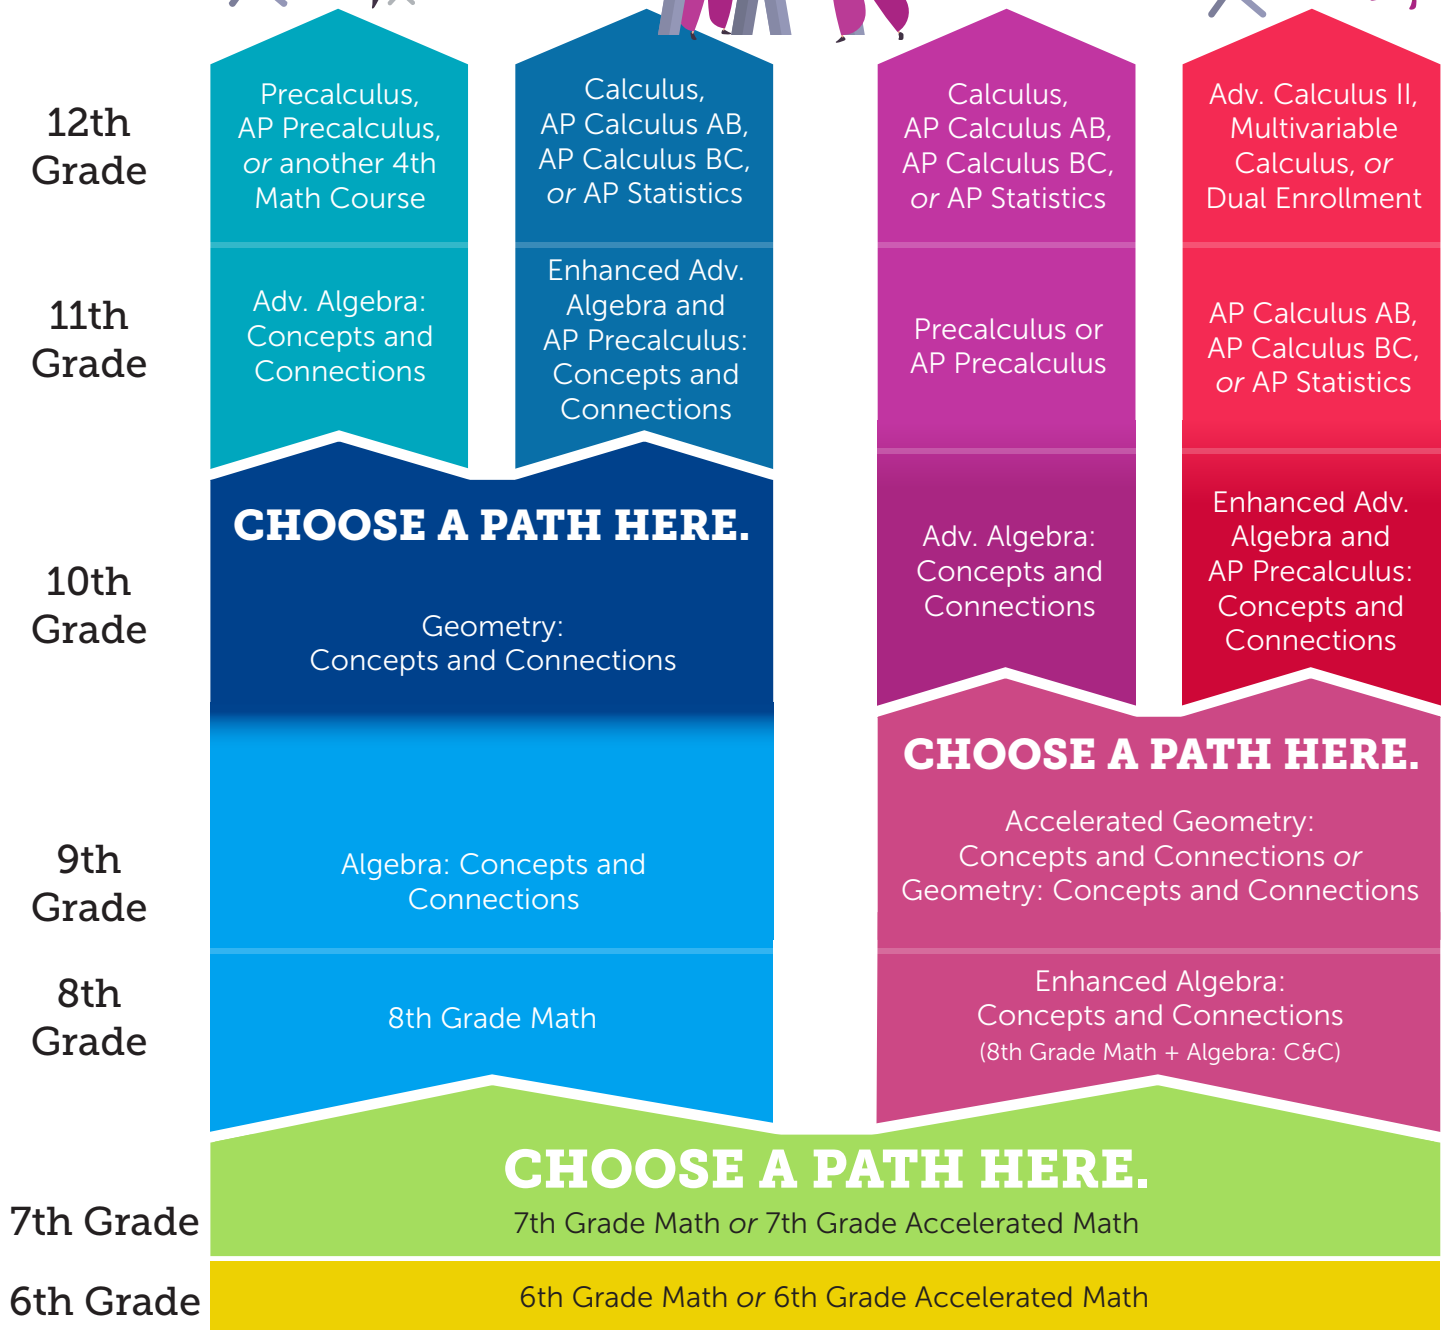 12th
Grade
Precalculus,
AP Precalculus,
or another 4th
Math Course
Calculus,
AP Calculus AB,
AP Calculus BC,
or AP Statistics
Calculus,
AP Calculus AB,
AP Calculus BC,
or AP Statistics
Adv. Calculus II,
Multivariable
Calculus, or
Dual Enrollment
11th
Grade
Adv. Algebra:
Concepts and
Connections
Enhanced Adv.
Algebra and
AP Precalculus:
Concepts and
Connections
Precalculus or
AP Precalculus
AP Calculus AB,
AP Calculus BC,
or AP Statistics
10th
Grade
CHOOSE A PATH HERE.
Geometry:
Concepts and Connections
Adv. Algebra:
Concepts and
Connections
Enhanced Adv.
Algebra and
AP Precalculus:
Concepts and
Connections
9th
Grade
Algebra: Concepts and
Connections
CHOOSE A PATH HERE.
Accelerated Geometry:
Concepts and Connections or
Geometry: Concepts and Connections
8th
Grade
8th Grade Math
Enhanced Algebra:
Concepts and Connections
(8th Grade Math + Algebra: C&C)
CHOOSE A PATH HERE.
7th Grade
7th Grade Math or 7th Grade Accelerated Math
6th Grade
6th Grade Math or 6th Grade Accelerated Math